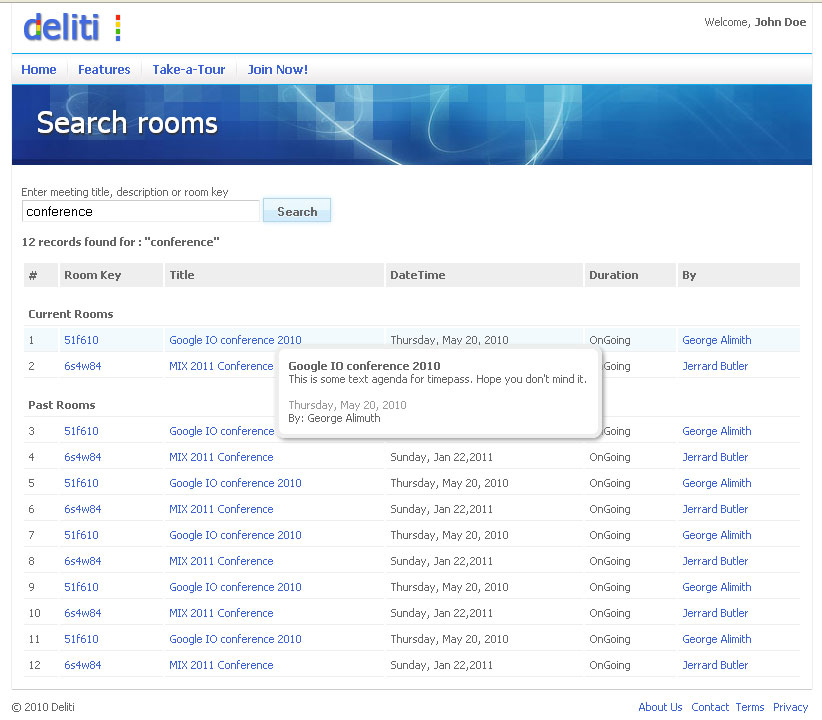 deliti
Welcome, John Doe
Home Features Take-a-Tour Join Now!
Search rooms
Enter meeting title, description or room key
conference Search
12 records found for : "conference"
# Room Key Title DateTime Duration By
Current Rooms
1 51f610 Google IO conference 2010 Thursday, May 20, 2010 OnGoing George Alimith
2 6s4w84 MIX 2011 Conference Going Jerrard Butler
Google IO conference 2010
This is some text agenda for timepass. Hope you don't mind it.
Thursday, May 20, 2010
By: George Alimuth
Past Rooms
3 51f610 Google IO conference Going George Alimith
4 6s4w84 MIX 2011 Conference Sunday, Jan 22,2011 OnGoing Jerrard Butler
5 51f610 Google IO conference 2010 Thursday, May 20, 2010 OnGoing George Alimith
6 6s4w84 MIX 2011 Conference Sunday, Jan 22,2011 OnGoing Jerrard Butler
7 51f610 Google IO conference 2010 Thursday, May 20, 2010 OnGoing George Alimith
8 6s4w84 MIX 2011 Conference Sunday, Jan 22,2011 OnGoing Jerrard Butler
9 51f610 Google IO conference 2010 Thursday, May 20, 2010 OnGoing George Alimith
10 6s4w84 MIX 2011 Conference Sunday, Jan 22,2011 OnGoing Jerrard Butler
11 51f610 Google IO conference 2010 Thursday, May 20, 2010 OnGoing George Alimith
12 6s4w84 MIX 2011 Conference Sunday, Jan 22,2011 OnGoing Jerrard Butler
© 2010 Deliti
About Us Contact Terms Privacy